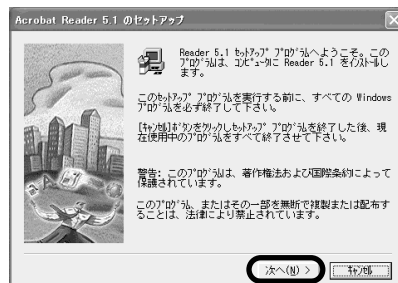 Acrobat Reader 5.1 のセットアップ
Reader 5.1 ｾｯﾄｱｯﾌﾟ ﾌﾟﾛｸﾞﾗﾑへようこそ。この
ﾌﾟﾛｸﾞﾗﾑは、ｺﾝﾋﾟｭｰﾀに Reader 5.1 をｲﾝｽﾄｰﾙし
ます。
このｾｯﾄｱｯﾌﾟ ﾌﾟﾛｸﾞﾗﾑを実行する前に、すべての Windows
ﾌﾟﾛｸﾞﾗﾑを必ず終了して下さい。
[ｷｬﾝｾﾙ]ﾎﾞﾀﾝをｸﾘｯｸしｾｯﾄｱｯﾌﾟ ﾌﾟﾛｸﾞﾗﾑを終了した後、現
在使用中のﾌﾟﾛｸﾞﾗﾑをすべて終了させて下さい。
警告: このﾌﾟﾛｸﾞﾗﾑは、著作権法および国際条約によって
保護されています。
このﾌﾟﾛｸﾞﾗﾑ、またはその一部を無断で複製または配布す
ることは、法律により禁止されています。
次へ(N) >
ｷｬﾝｾﾙ